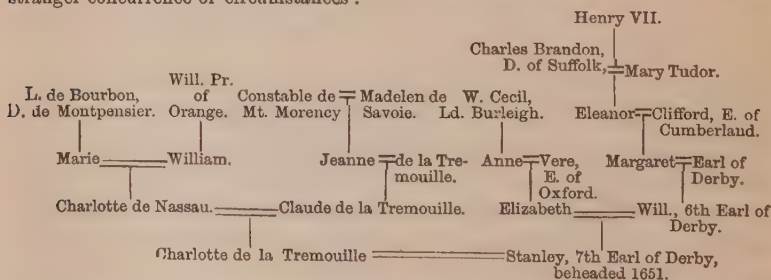 stranger concurrence of circumstances .
Henry VII.
Charles Brandon,
D. of Suffolk, Mary Tudor.
L. de Bourbon,
D. de Montpensier.
Will. Pr.
of
Orange.
Constable de
Mt. Morency
Madelen de
Savoie.
W. Cecil,
Ld. Burleigh.
Eleanor
Clifford, E. of
Cumberland.
Marie William.
Jeanne
de la Tre-
mouille.
Anne
Vere,
E. of
Oxford.
Margaret
Earl of
Derby.
Charlotte de Nassau. Claude de la Tremouille.
Elizabeth
Will., 6th Earl of
Derby.
Charlotte de la Tremouille
Stanley, 7th Earl of Derby,
beheaded 1651.